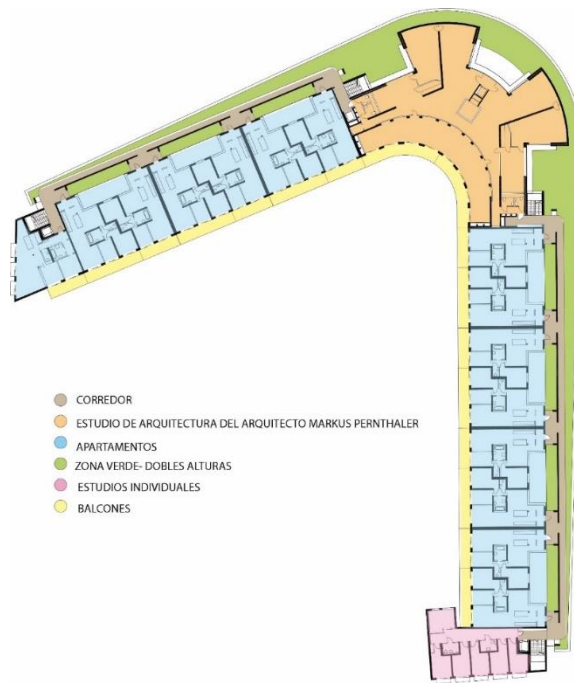 CORREDOR
ESTUDIO DE ARQUITECTURA DEL ARQUITECTO MARKUS PERNTHALER
APARTAMENTOS
ZONA VERDE- DOBLES ALTURAS
ESTUDIOS INDIVIDUALES
BALCONES